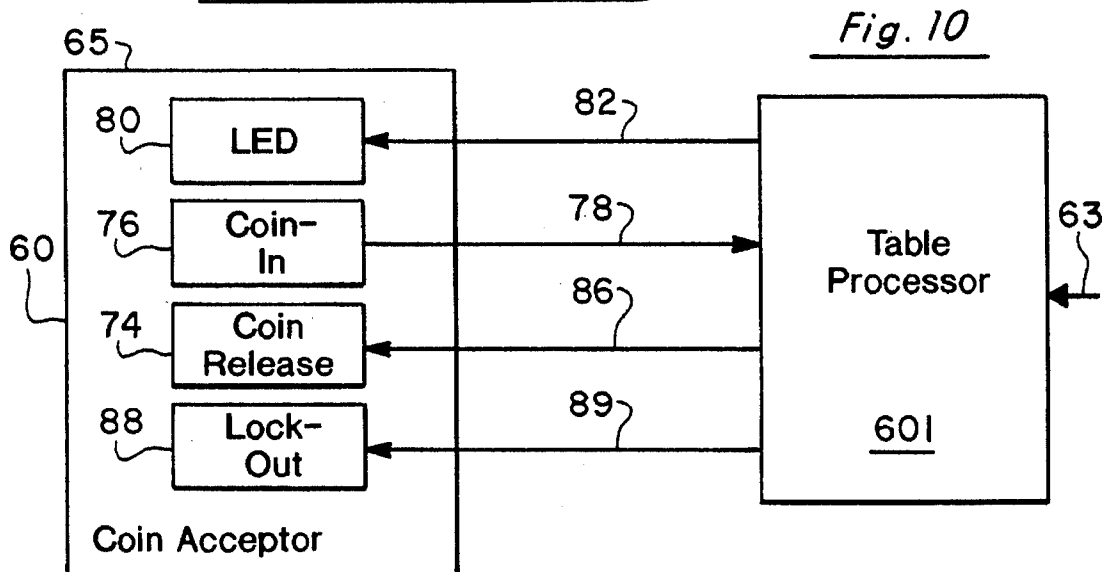 Fig. 10
65
80
LED
82
76
Coin-
In
78
60
74
Coin
Release
86
88
Lock-
Out
89
Coin Acceptor
Table
Processor
601
63